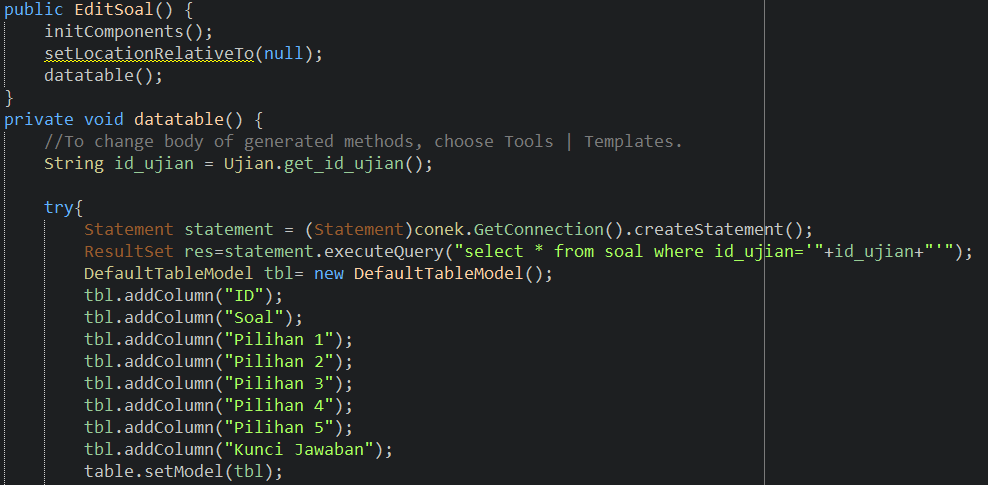 public EditSoal() {
    initComponents();
    setLocationRelativeTo(null);
    datatable();
}
private void datatable() {
    //To change body of generated methods, choose Tools | Templates.
    String id_ujian = Ujian.get_id_ujian();

    try{
        Statement statement = (Statement)conek.GetConnection().createStatement();
        ResultSet res=statement.executeQuery("select * from soal where id_ujian='"+id_ujian+"'");
        DefaultTableModel tbl= new DefaultTableModel();
        tbl.addColumn("ID");
        tbl.addColumn("Soal");
        tbl.addColumn("Pilihan 1");
        tbl.addColumn("Pilihan 2");
        tbl.addColumn("Pilihan 3");
        tbl.addColumn("Pilihan 4");
        tbl.addColumn("Pilihan 5");
        tbl.addColumn("Kunci Jawaban");
        table.setModel(tbl);